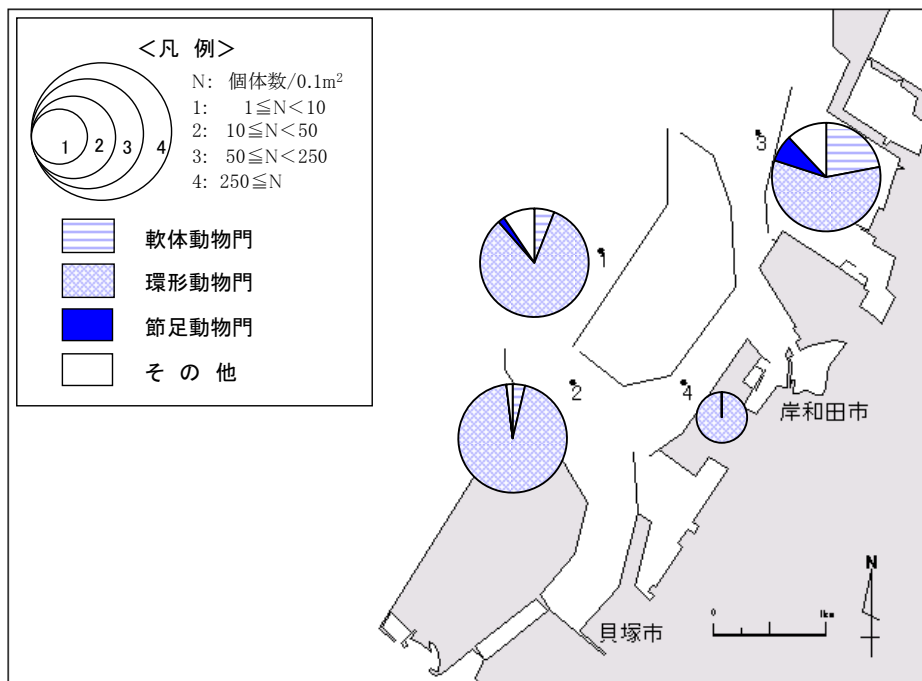 ＜凡 例＞
N: 個体数/0.1m²
1: 1≦N＜10
2: 10≦N＜50
3: 50≦N＜250
4: 250≦N
1 2 3 4
軟体動物門
環形動物門
節足動物門
そ の 他
3
1
2
4
岸和田市
貝塚市
0 1km
N